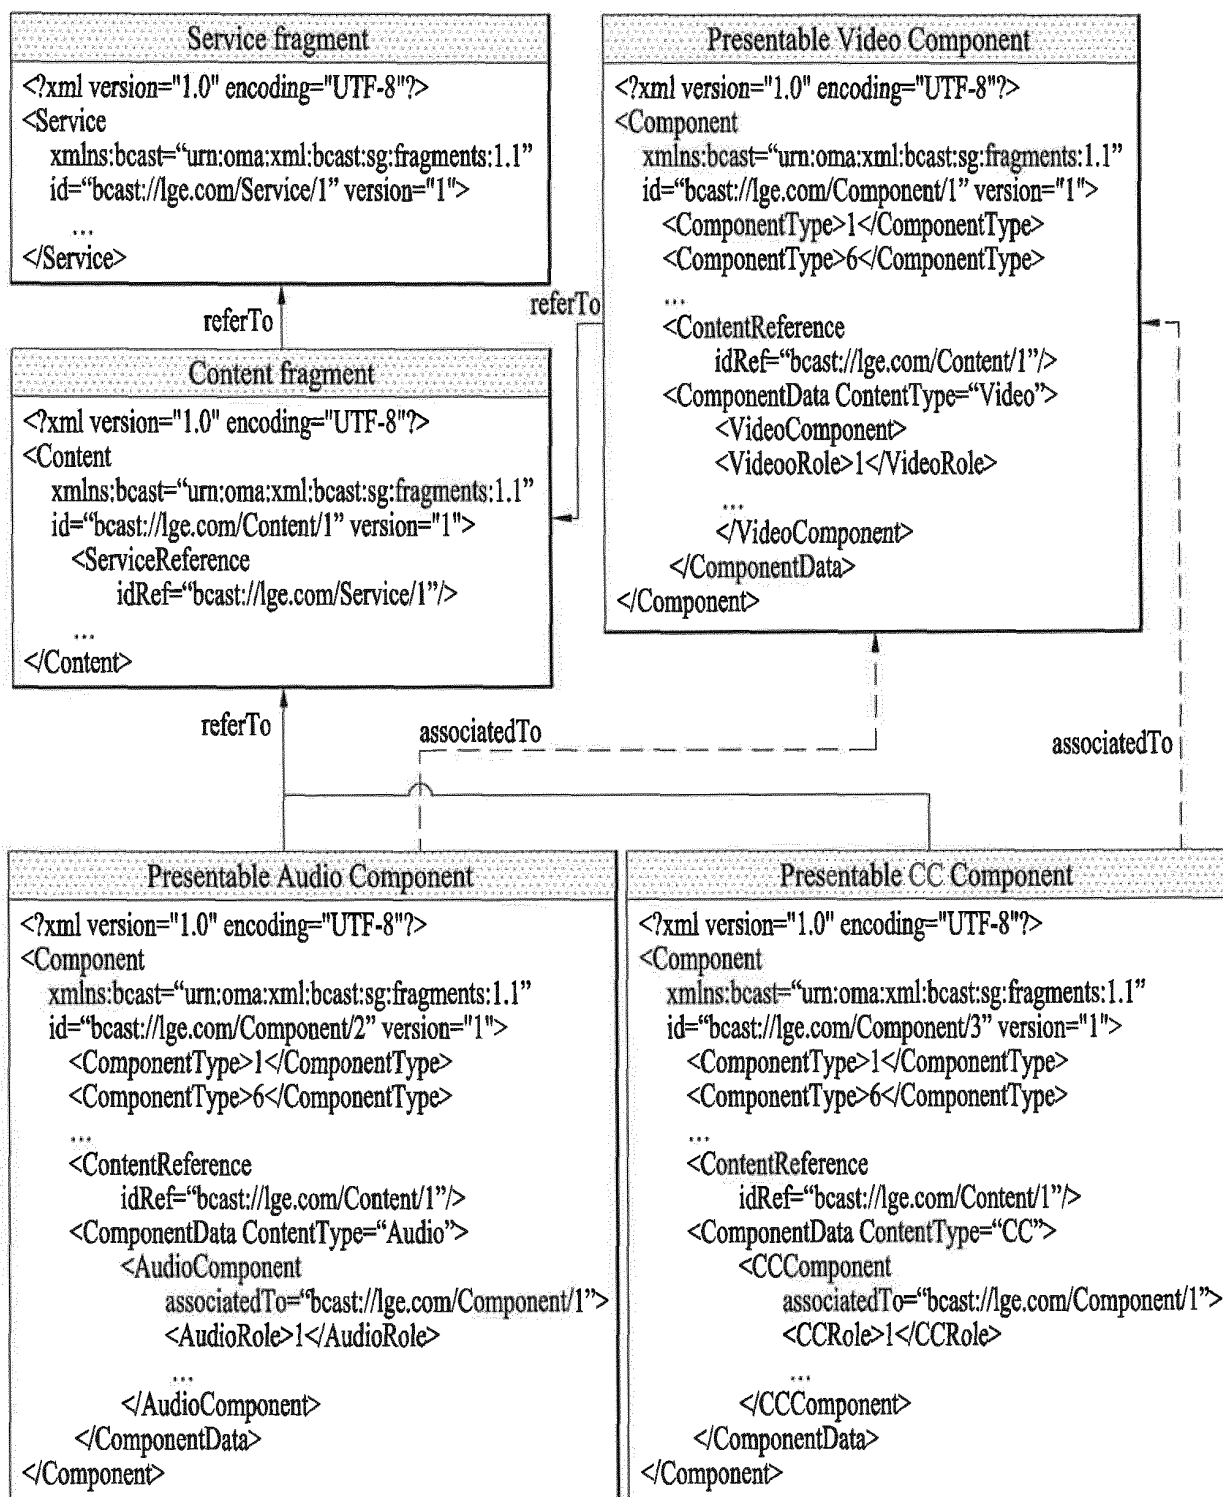 Service fragment
<?xml version="1.0" encoding="UTF-8"?>
<Service
xmlns:bcast=“urn:oma:xml:bcast:sg:fragments:1.1”
id=“bcast://lge.com/Service/1” version="1">
...
</Service>
referTo
Content fragment
<?xml version="1.0" encoding="UTF-8"?>
<Content
xmlns:bcast=“urn:oma:xml:bcast:sg:fragments:1.1”
id=“bcast://lge.com/Content/1” version="1">
<ServiceReference
idRef=“bcast://lge.com/Service/1”/>
...
</Content>
referTo
Presentable Video Component
<?xml version="1.0" encoding="UTF-8"?>
<Component
xmlns:bcast=“urn:oma:xml:bcast:sg:fragments:1.1”
id=“bcast://lge.com/Component/1” version="1">
<ComponentType>1</ComponentType>
<ComponentType>6</ComponentType>
...
<ContentReference
idRef=“bcast://lge.com/Content/1”/>
<ComponentData ContentType=“Video”>
<VideoComponent>
<VideooRole>1</VideoRole>
...
</VideoComponent>
</ComponentData>
</Component>
referTo
associatedTo
associatedTo
Presentable Audio Component
<?xml version="1.0" encoding="UTF-8"?>
<Component
xmlns:bcast=“urn:oma:xml:bcast:sg:fragments:1.1”
id=“bcast://lge.com/Component/2” version="1">
<ComponentType>1</ComponentType>
<ComponentType>6</ComponentType>
...
<ContentReference
idRef=“bcast://lge.com/Content/1”/>
<ComponentData ContentType=“Audio”>
<AudioComponent
associatedTo=“bcast://lge.com/Component/1”>
<AudioRole>1</AudioRole>
...
</AudioComponent>
</ComponentData>
</Component>
Presentable CC Component
<?xml version="1.0" encoding="UTF-8"?>
<Component
xmlns:bcast=“urn:oma:xml:bcast:sg:fragments:1.1”
id=“bcast://lge.com/Component/3” version="1">
<ComponentType>1</ComponentType>
<ComponentType>6</ComponentType>
...
<ContentReference
idRef=“bcast://lge.com/Content/1”/>
<ComponentData ContentType=“CC”>
<CCComponent
associatedTo=“bcast://lge.com/Component/1”>
<CCRole>1</CCRole>
...
</CCComponent>
</ComponentData>
</Component>